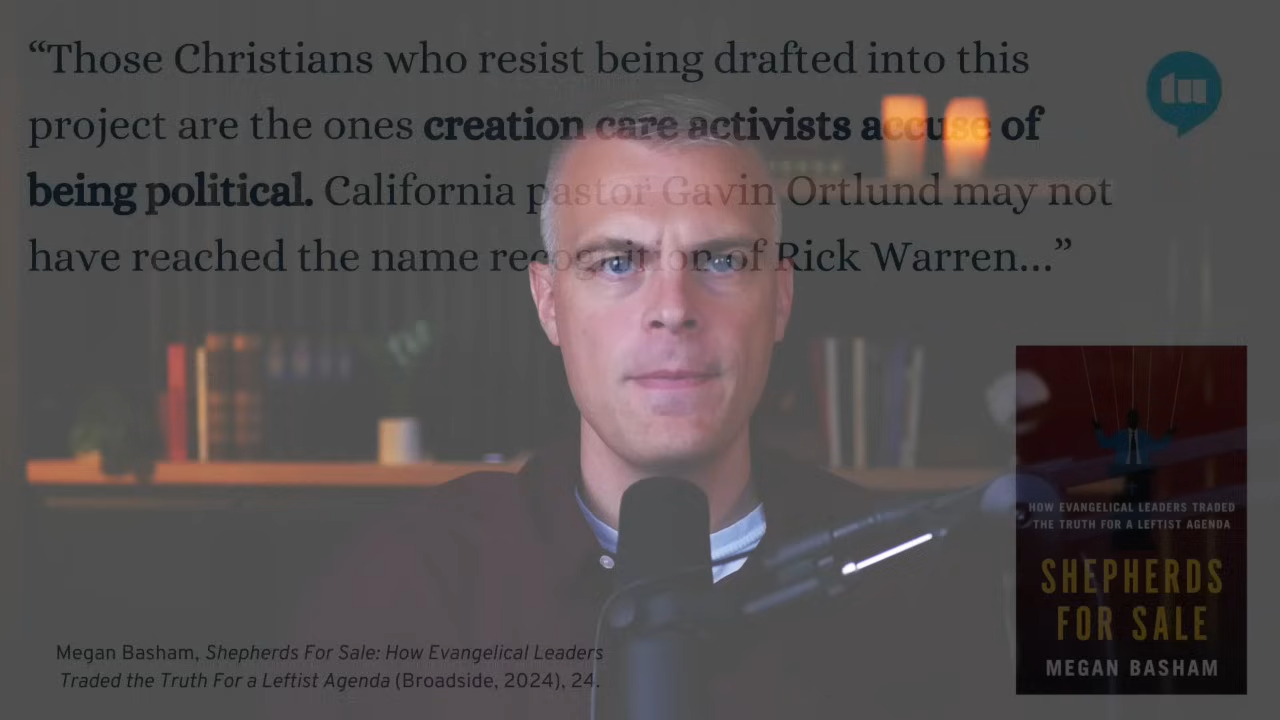 “Those Christians who resist being drafted into this
project are the ones creation care activists accuse of
being political. California pastor Gavin Ortlund may not
have reached the name recognition of Rick Warren...”
HOW EVANGELICAL LEADERS TRADED
THE TRUTH FOR A LEFTIST AGENDA
SHEPHERDS
FOR SALE
MEGAN BASHAM
Megan Basham, Shepherds For Sale: How Evangelical Leaders
Traded the Truth For a Leftist Agenda (Broadside, 2024), 24.